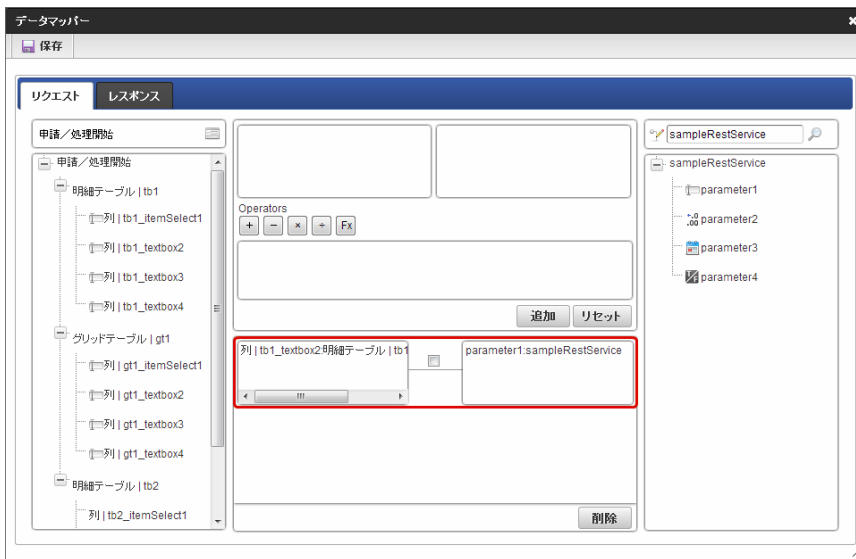 データマッパー
保存
リクエスト
レスポンス
申請／処理開始
申請／処理開始
明細テーブル | tb1
列 | tb1_itemSelect1
列 | tb1_textbox2
列 | tb1_textbox3
列 | tb1_textbox4
グリッドテーブル | gt1
列 | gt1_itemSelect1
列 | gt1_textbox2
列 | gt1_textbox3
列 | gt1_textbox4
明細テーブル | tb2
列 | tb2_itemSelect1
Operators
+ − × ÷ Fx
追加 リセット
列 | tb1_textbox2:明細テーブル | tb1
parameter1:sampleRestService
削除
sampleRestService
sampleRestService
parameter1
parameter2
parameter3
parameter4